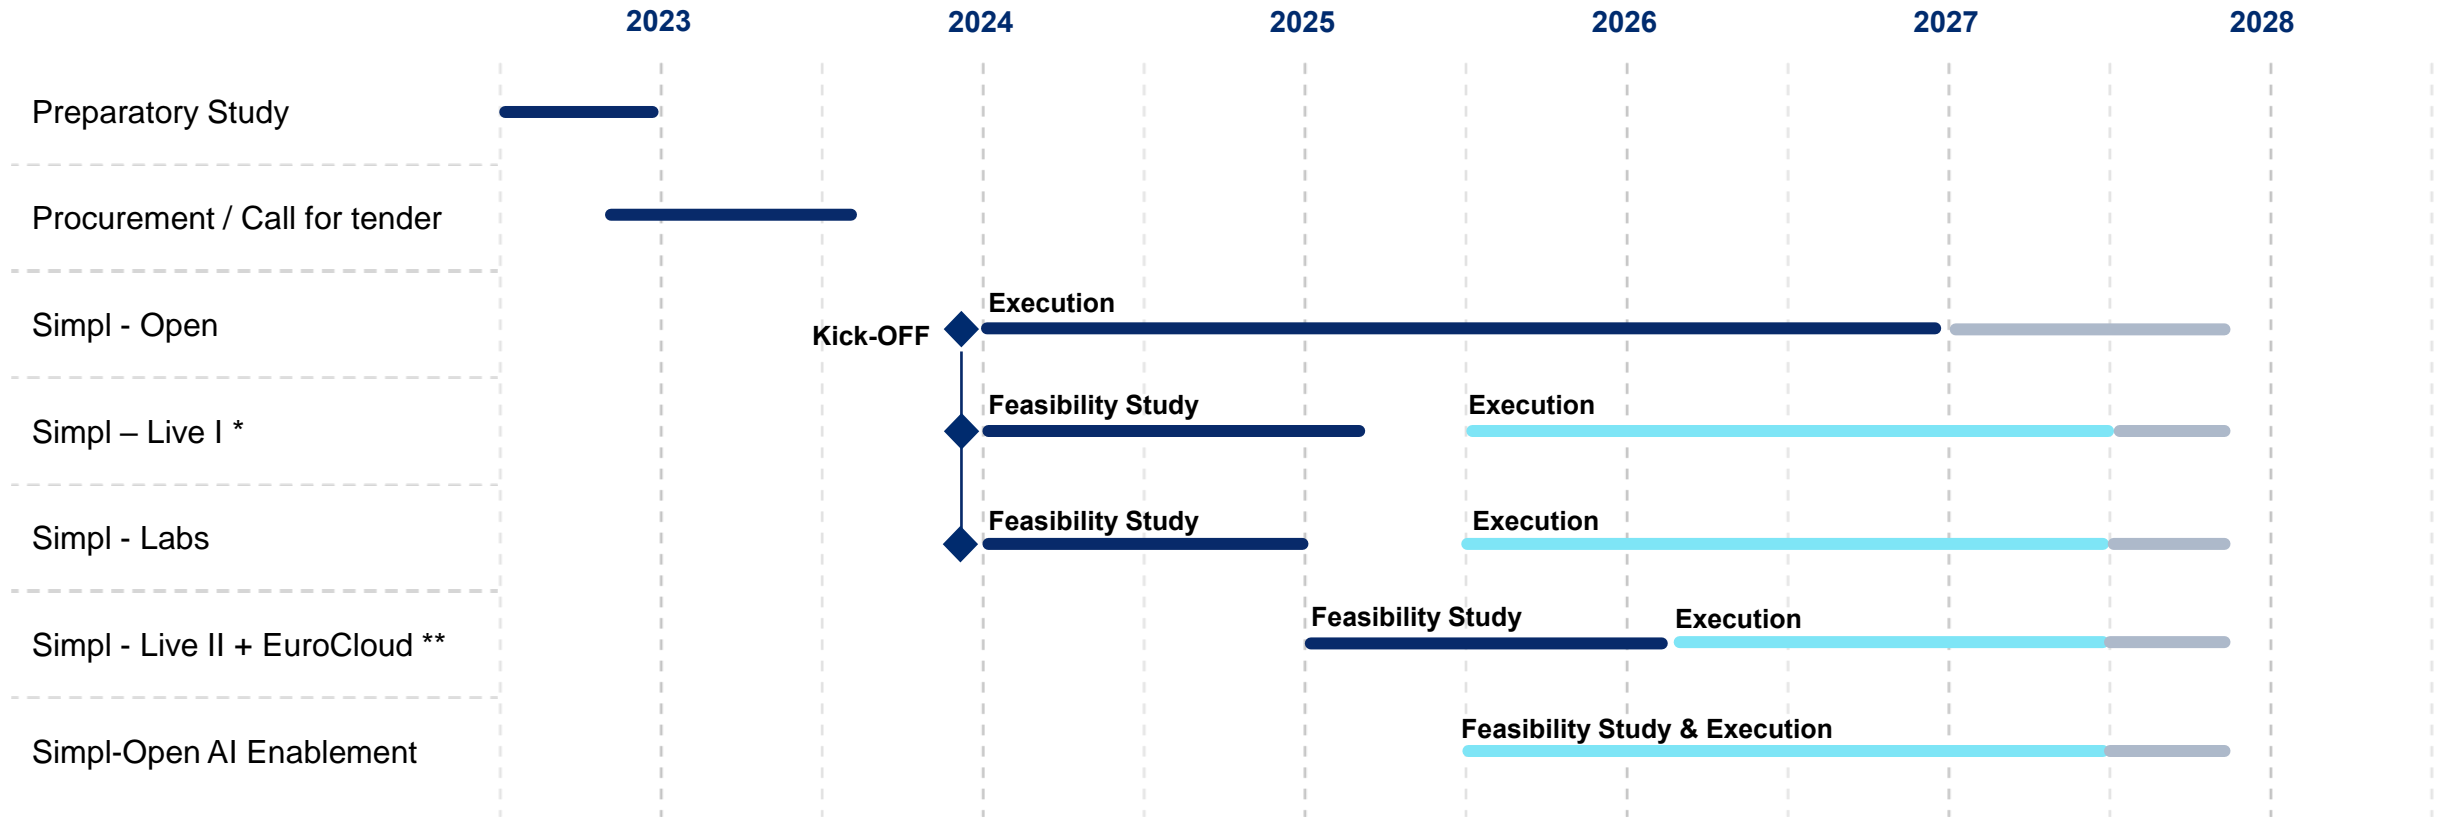 2023 2024 2025 2026 2027 2028
Preparatory Study
Procurement / Call for tender
Execution
Simpl - Open
Kick-OFF
Feasibility Study Execution
Simpl – Live I *
Feasibility Study Execution
Simpl - Labs
Feasibility Study Execution
Simpl - Live II + EuroCloud **
Feasibility Study & Execution
Simpl-Open AI Enablement